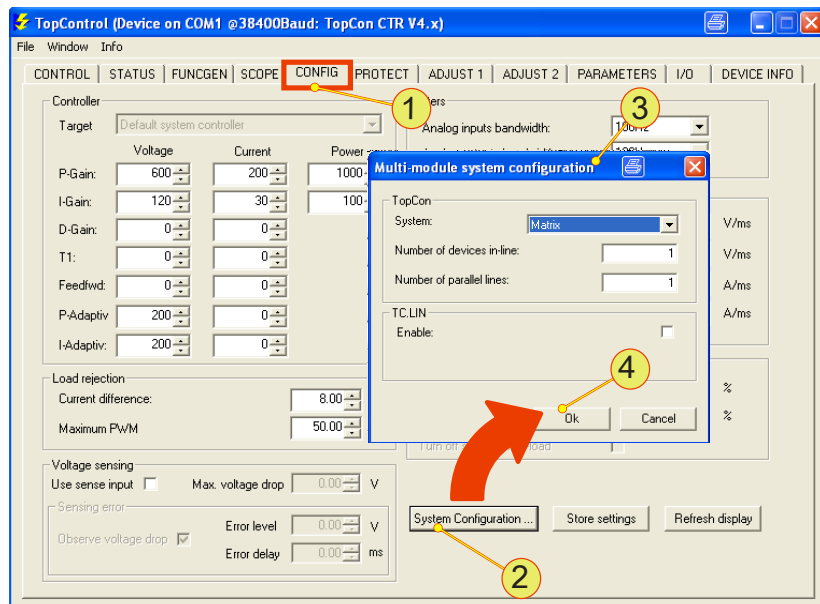 TopControl (Device on COM1 @38400Baud: TopCon CTR V4.x)
File Window Info
CONTROL STATUS FUNCGEN SCOPE CONFIG PROTECT ADJUST 1 ADJUST 2 PARAMETERS I/O DEVICE INFO
1
Controller
Target Default system controller
Voltage Current Power
P-Gain: 600 200 1000
I-Gain: 120 30 100
D-Gain: 0 0
T1: 0 0
Feedfwd: 0 0
P-Adaptiv 200 0
I-Adaptiv: 200 0
Analog inputs bandwidth:
3
Multi-module system configuration
TopCon
System: Matrix
Number of devices in-line: 1
Number of parallel lines: 1
TC.LIN
Enable:
4
Ok Cancel
V/ms
V/ms
A/ms
A/ms
%
%
Load rejection
Current difference: 8.00
Maximum PWM 50.00
Turn off
Voltage sensing
Use sense input Max. voltage drop 0.00 V
Sensing error
Observe voltage drop
Error level 0.00 V
Error delay 0.00 ms
System Configuration ... Store settings Refresh display
2